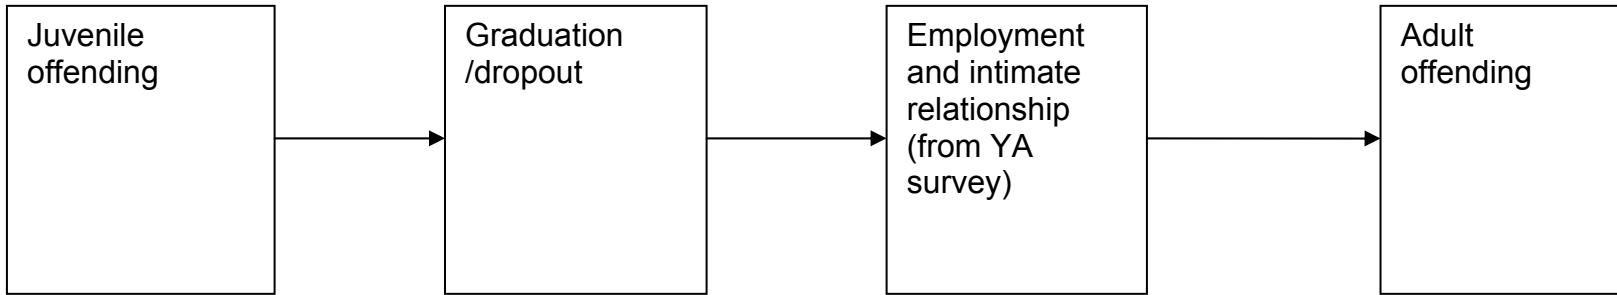 Juvenile
offending
Graduation
/dropout
Employment
and intimate
relationship
(from YA
survey)
Adult
offending